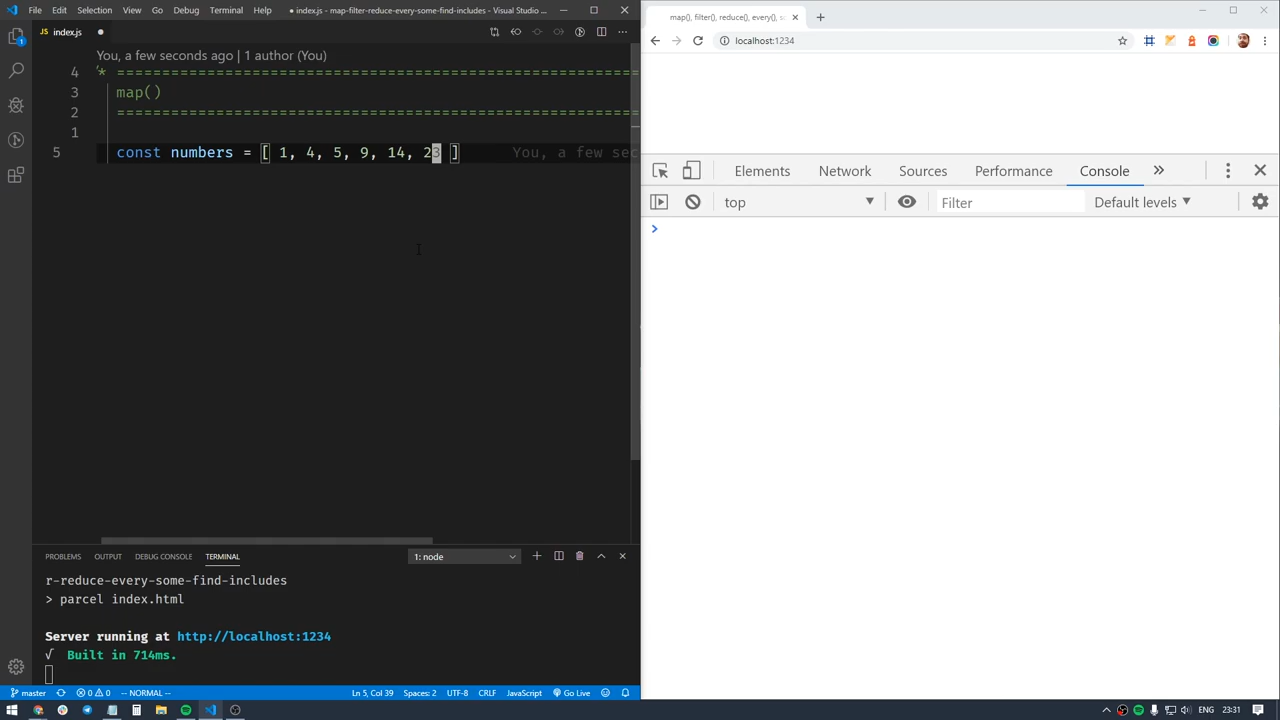 File Edit Selection View Go Debug Terminal Help
● index.js - map-filter-reduce-every-some-find-includes - Visual Studio ...
JS index.js ●
You, a few seconds ago | 1 author (You)
4 * ==========================================================
3 map()
2 ==========================================================
1
5 const numbers = [ 1, 4, 5, 9, 14, 23 ] You, a few sec
PROBLEMS OUTPUT DEBUG CONSOLE TERMINAL 1: node
r-reduce-every-some-find-includes
> parcel index.html
Server running at http://localhost:1234
√ Built in 714ms.
master 0 0 -- NORMAL -- Ln 5, Col 39 Spaces: 2 UTF-8 CRLF JavaScript Go Live
map(), filter(), reduce(), every(), so
localhost:1234
Elements Network Sources Performance Console »
top Filter Default levels ▼
>
ENG 23:31